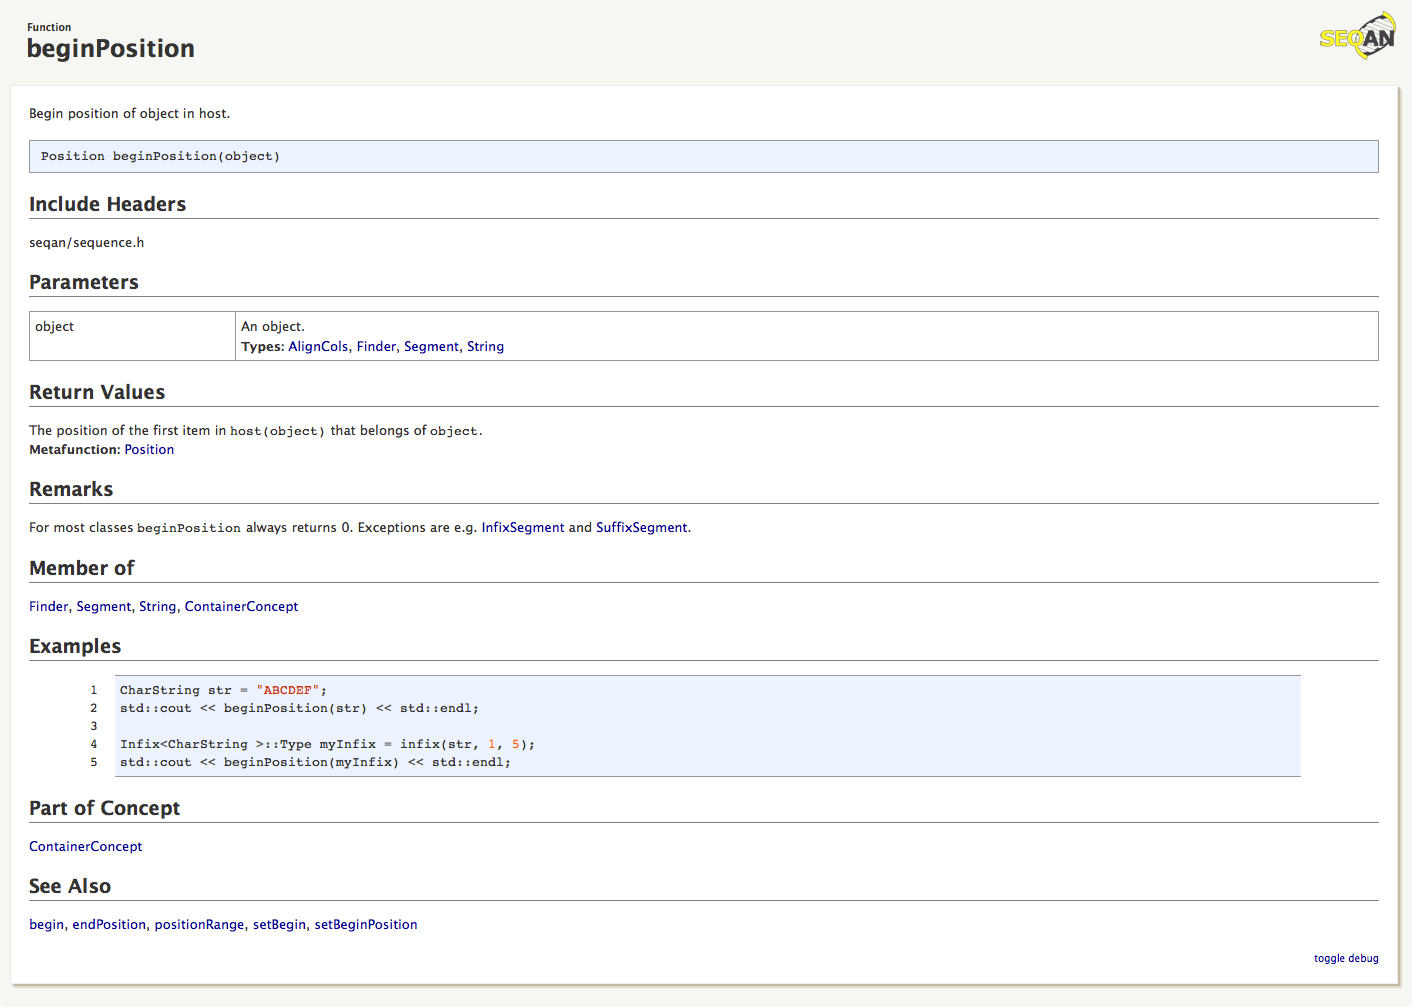 Function
beginPosition
SEQAN
Begin position of object in host.
Position beginPosition(object)
Include Headers
seqan/sequence.h
Parameters
object
An object.
Types: AlignCols, Finder, Segment, String
Return Values
The position of the first item in host(object) that belongs of object.
Metafunction: Position
Remarks
For most classes beginPosition always returns 0. Exceptions are e.g. InfixSegment and SuffixSegment.
Member of
Finder, Segment, String, ContainerConcept
Examples
1 CharString str = "ABCDEF";
2 std::cout << beginPosition(str) << std::endl;
3
4 Infix<CharString >::Type myInfix = infix(str, 1, 5);
5 std::cout << beginPosition(myInfix) << std::endl;
Part of Concept
ContainerConcept
See Also
begin, endPosition, positionRange, setBegin, setBeginPosition
toggle debug